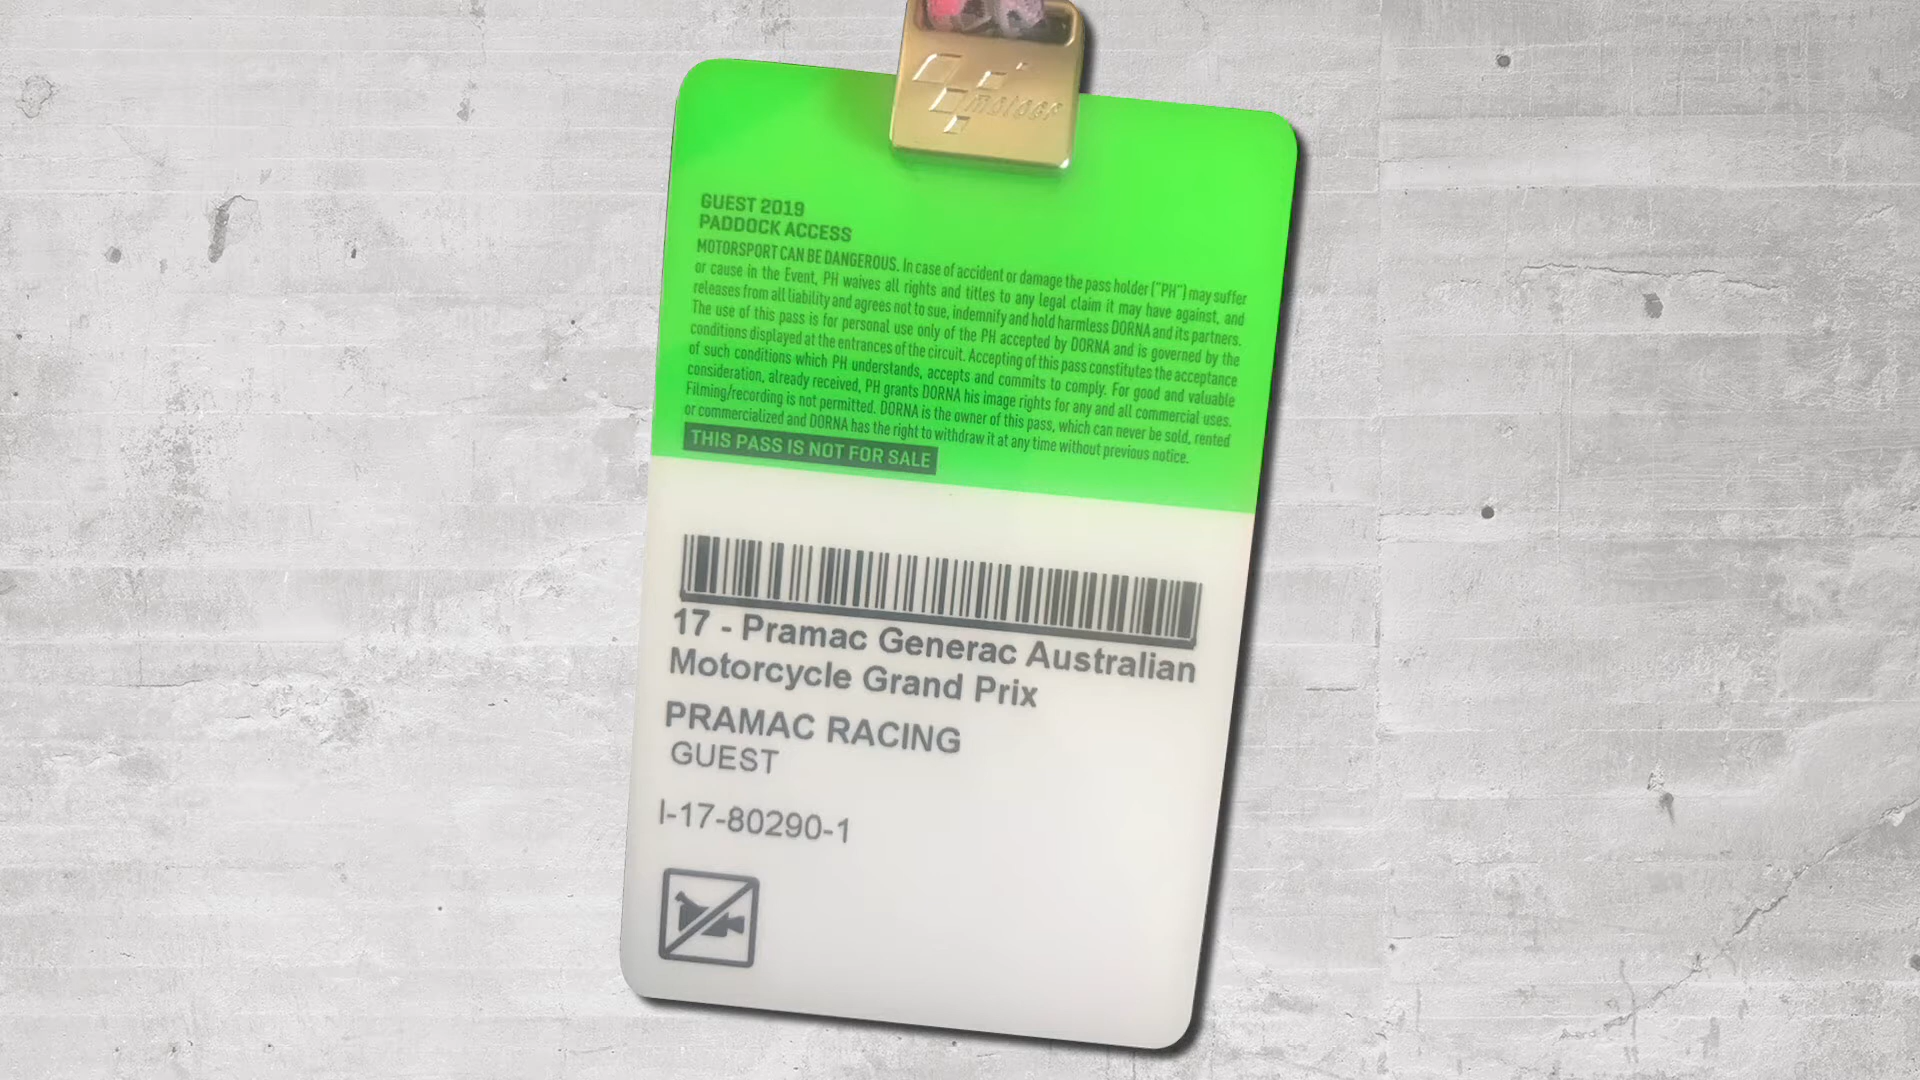 motogp
GUEST 2019
PADDOCK ACCESS
MOTORSPORT CAN BE DANGEROUS. In case of accident or damage the pass holder ("PH") may suffer
or cause in the Event, PH waives all rights and titles to any legal claim it may have against, and
releases from all liability and agrees not to sue, indemnify and hold harmless DORNA and its partners.
The use of this pass is for personal use only of the PH accepted by DORNA and is governed by the
conditions displayed at the entrances of the circuit. Accepting of this pass constitutes the acceptance
of such conditions which PH understands, accepts and commits to comply. For good and valuable
consideration, already received, PH grants DORNA his image rights for any and all commercial uses.
Filming/recording is not permitted. DORNA is the owner of this pass, which can never be sold, rented
or commercialized and DORNA has the right to withdraw it at any time without previous notice.
THIS PASS IS NOT FOR SALE
17 - Pramac Generac Australian
Motorcycle Grand Prix
PRAMAC RACING
GUEST
I-17-80290-1